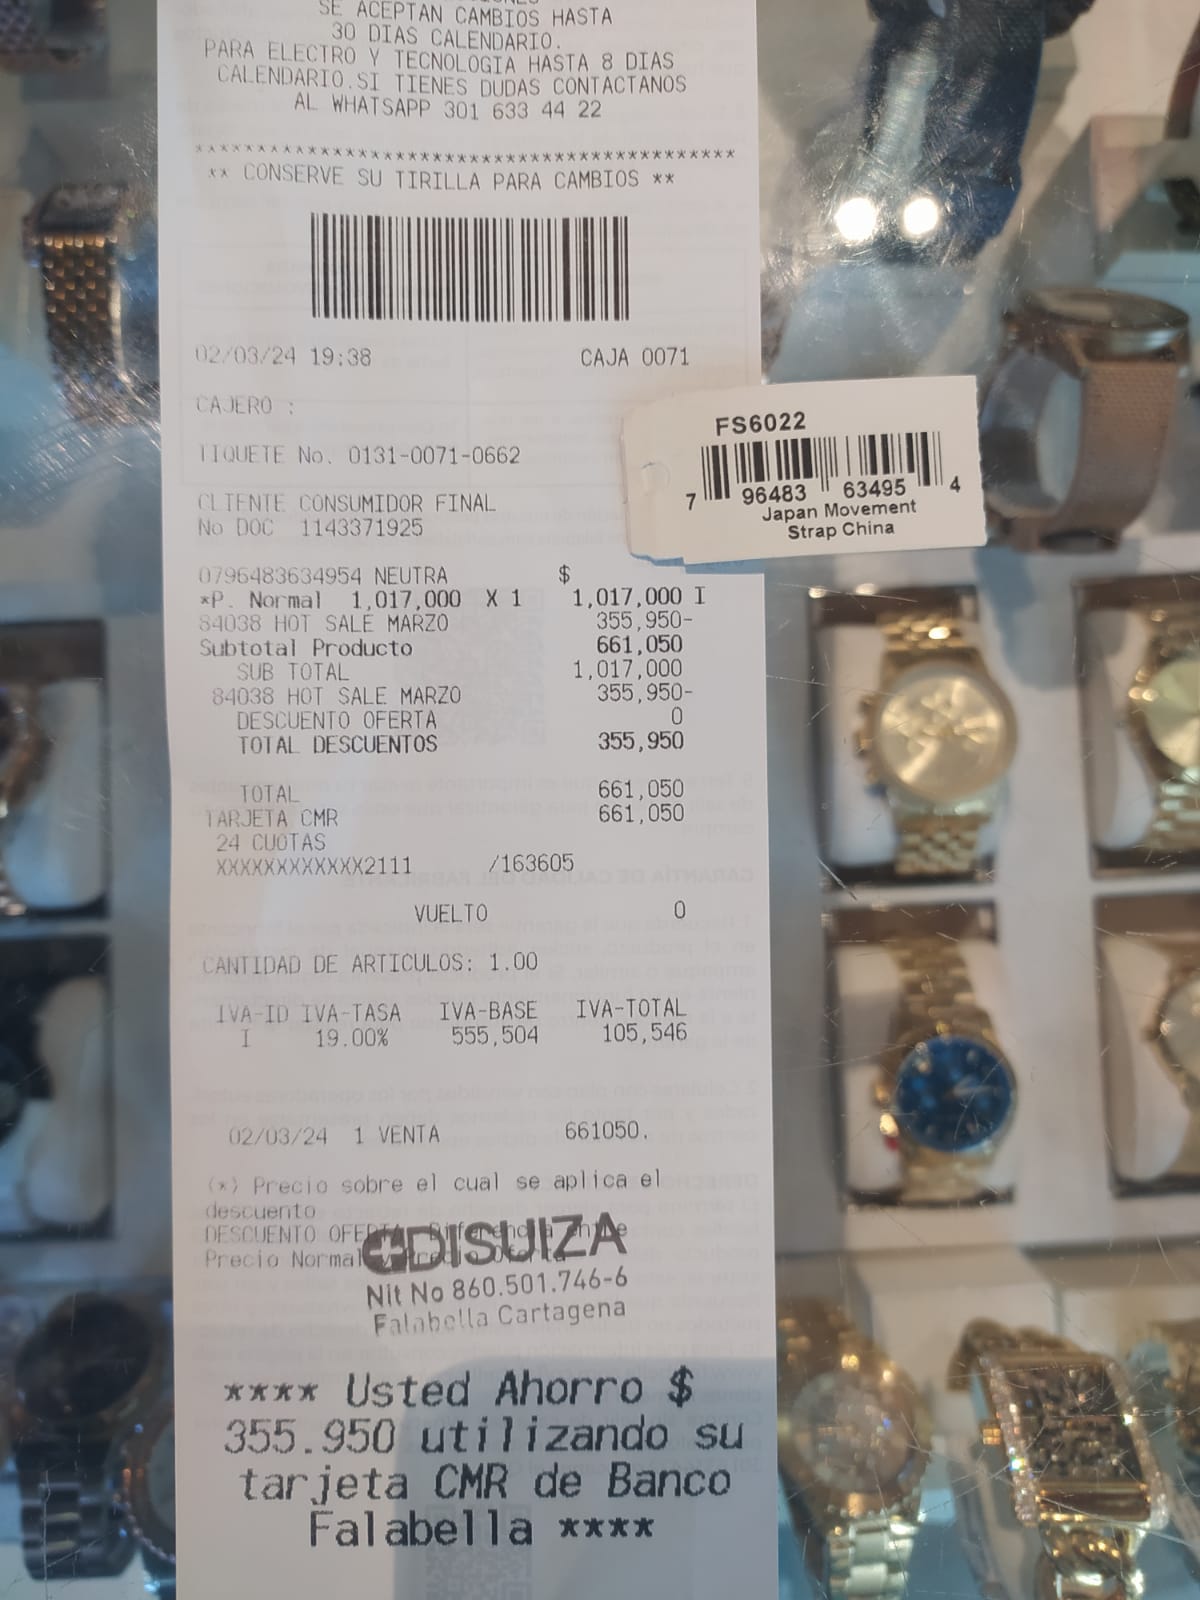 SE ACEPTAN CAMBIOS HASTA
30 DIAS CALENDARIO.
PARA ELECTRO Y TECNOLOGIA HASTA 8 DIAS
CALENDARIO.SI TIENES DUDAS CONTACTANOS
AL WHATSAPP 301 633 44 22
** CONSERVE SU TIRILLA PARA CAMBIOS **
02/03/24 19:38 CAJA 0071
CAJERO :
TIQUETE No. 0131-0071-0662
CLIENTE CONSUMIDOR FINAL
No DOC 1143371925
0796483634954 NEUTRA $
*P. Normal 1,017,000 X 1 1,017,000 I
84038 HOT SALE MARZO 355,950-
Subtotal Producto 661,050
SUB TOTAL 1,017,000
84038 HOT SALE MARZO 355,950-
DESCUENTO OFERTA 0
TOTAL DESCUENTOS 355,950
TOTAL 661,050
TARJETA CMR 661,050
24 CUOTAS
XXXXXXXXXXXX2111 /163605
VUELTO 0
CANTIDAD DE ARTICULOS: 1.00
IVA-ID IVA-TASA IVA-BASE IVA-TOTAL
I 19.00% 555,504 105,546
02/03/24 1 VENTA 661050.
(*) Precio sobre el cual se aplica el
descuento
DESCUENTO OFERTA: Diferencia entre
Precio Normal y Precio Oferta
DISUIZA
Nit No 860.501.746-6
Falabella Cartagena
**** Usted Ahorro $
355.950 utilizando su
tarjeta CMR de Banco
Falabella ****
FS6022
7 96483 63495 4
Japan Movement
Strap China